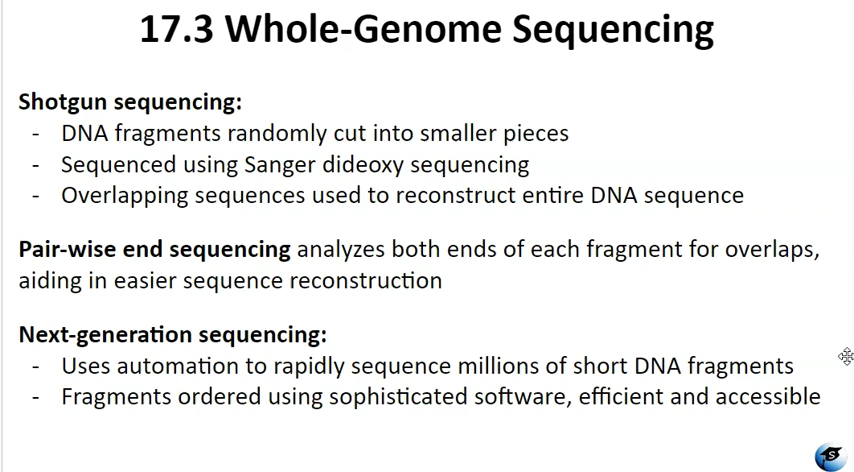 17.3 Whole-Genome Sequencing
Shotgun sequencing:
- DNA fragments randomly cut into smaller pieces
- Sequenced using Sanger dideoxy sequencing
- Overlapping sequences used to reconstruct entire DNA sequence
Pair-wise end sequencing analyzes both ends of each fragment for overlaps,
aiding in easier sequence reconstruction
Next-generation sequencing:
- Uses automation to rapidly sequence millions of short DNA fragments
- Fragments ordered using sophisticated software, efficient and accessible
S